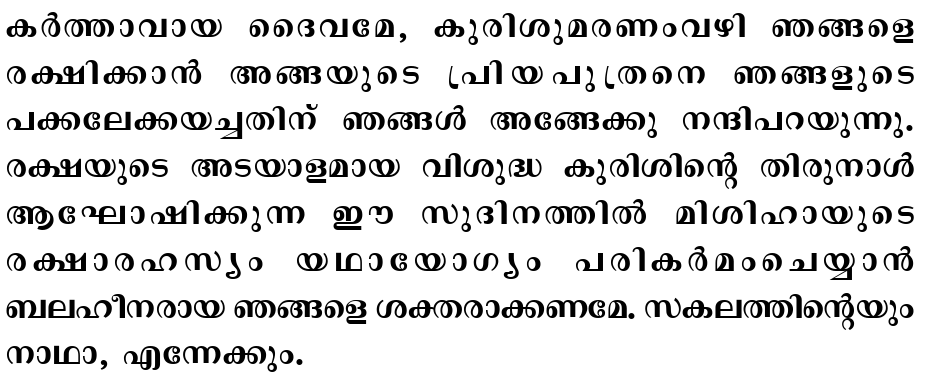 കർത്താവായ ദൈവമേ, കുരിശുമരണംവഴി ഞങ്ങളെ
രക്ഷിക്കാൻ അങ്ങയുടെ പ്രിയപുത്രനെ ഞങ്ങളുടെ
പക്കലേക്കയച്ചതിന് ഞങ്ങൾ അങ്ങേക്കു നന്ദിപറയുന്നു.
രക്ഷയുടെ അടയാളമായ വിശുദ്ധ കുരിശിന്റെ തിരുനാൾ
ആഘോഷിക്കുന്ന ഈ സുദിനത്തിൽ മിശിഹായുടെ
രക്ഷാരഹസ്യം യഥായോഗ്യം പരികർമംചെയ്യാൻ
ബലഹീനരായ ഞങ്ങളെ ശക്തരാക്കണമേ. സകലത്തിന്റെയും
നാഥാ, എന്നേക്കും.